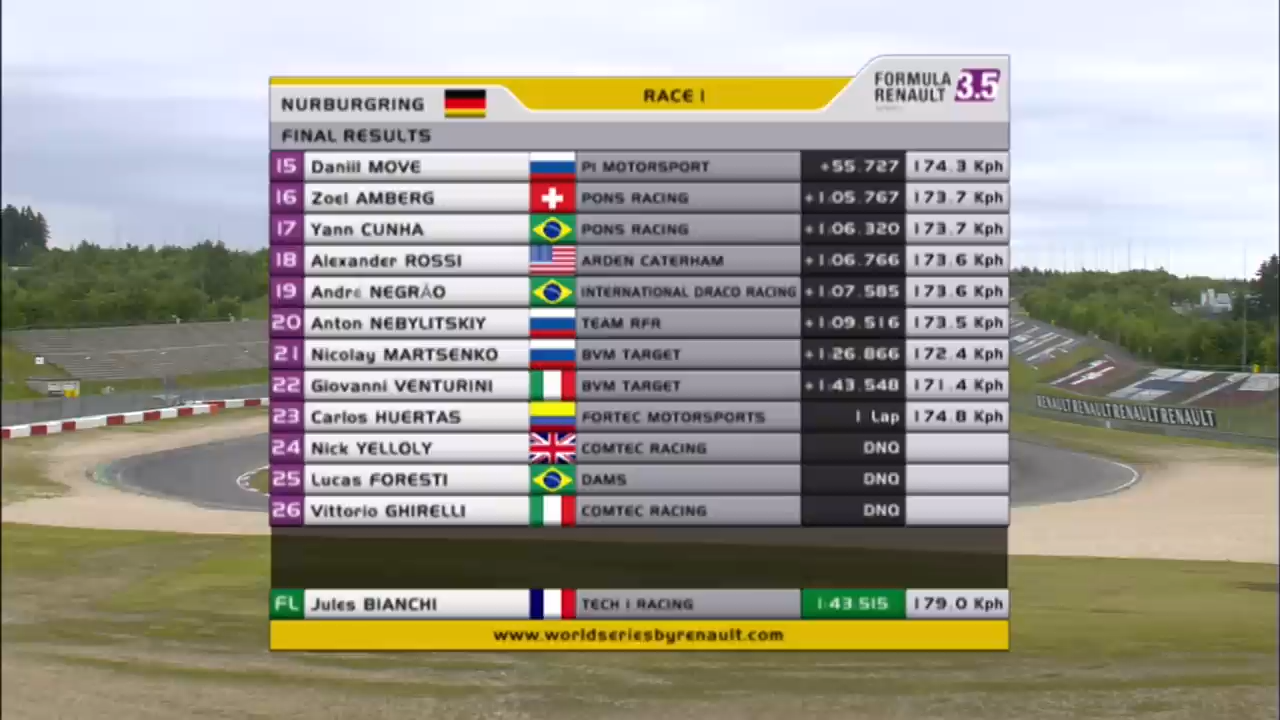 NURBURGRING
RACE 1
FORMULA RENAULT 3.5
FINAL RESULTS
15 Daniil MOVE PI MOTORSPORT +55.727 174.3 Kph
16 Zoel AMBERG PONS RACING +1:05.767 173.7 Kph
17 Yann CUNHA PONS RACING +1:06.320 173.7 Kph
18 Alexander ROSSI ARDEN CATERHAM +1:06.766 173.6 Kph
19 André NEGRÃO INTERNATIONAL DRACO RACING +1:07.585 173.6 Kph
20 Anton NEBYLITSKIY TEAM RFR +1:09.516 173.5 Kph
21 Nicolay MARTSENKO BVM TARGET +1:26.866 172.4 Kph
22 Giovanni VENTURINI BVM TARGET +1:43.548 171.4 Kph
23 Carlos HUERTAS FORTEC MOTORSPORTS 1 Lap 174.8 Kph
24 Nick YELLOLY COMTEC RACING DNQ
25 Lucas FORESTI DAMS DNQ
26 Vittorio GHIRELLI COMTEC RACING DNQ
FL Jules BIANCHI TECH 1 RACING 1:43.515 179.0 Kph
www.worldseriesbyrenault.com
RENAULT RENAULT RENAULT RENAULT